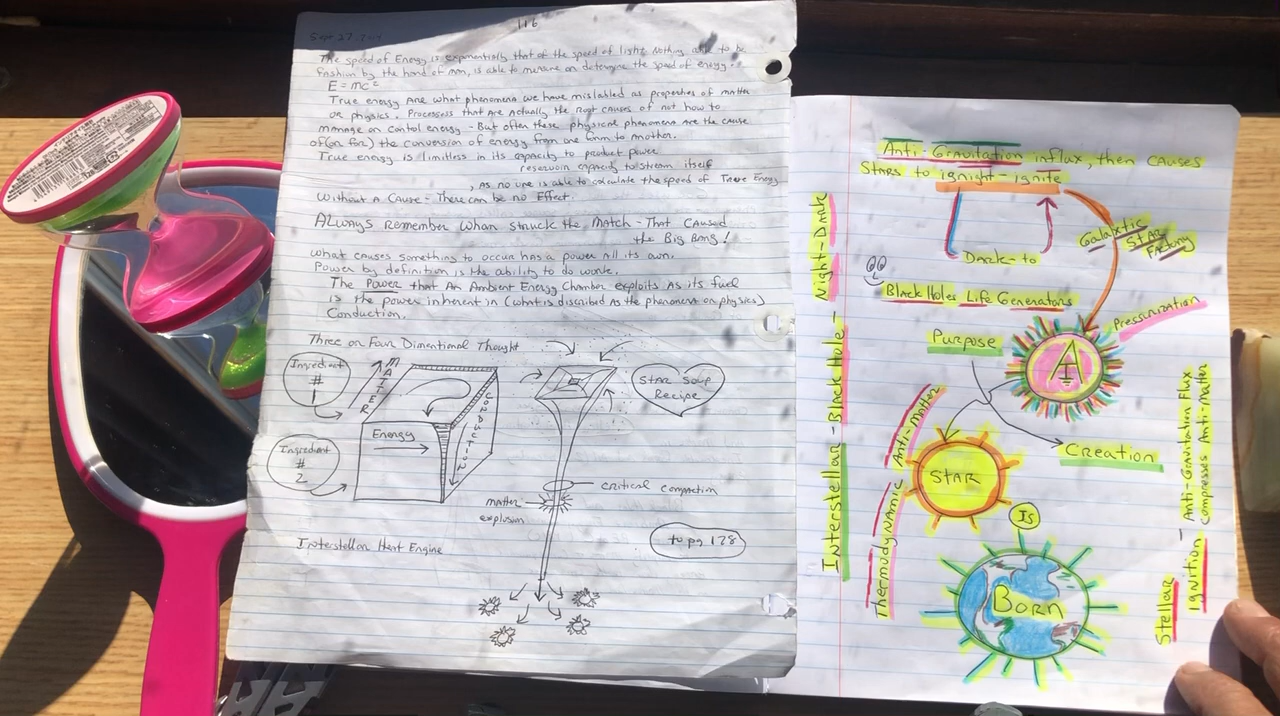 116
Sept 27
The speed of Energy is exponentially that of the speed of light. Nothing able to be
fashion by the hand of man, is able to measure or determine the speed of energy.
E = mc²
True energy are what phenomena we have mislabled as properties of matter
or physics. Processess that are actually the root causes of not how to
manage or control energy - But often these physical phenomena are the cause
of (or for) the conversion of energy from one form to another.
True energy is limitless in its capacity to product power
reservoir capacity to stream itself
, as no one is able to calculate the speed of True Energy
Without a Cause - There can be no Effect.
Always remember whon struck the Match - That caused
the Big Bang!
What causes something to occur has a power all its own.
Power by definition is the ability to do work.
The Power that An Ambient Energy Chamber exploits As its fuel
is the power inherent in (what is described As the phenomena or physics)
Conduction.
Three or Four Dimentional Thought
Ingredient
#
1
MATTER
Energy
Ingredient
#
2
Star Soup
Recipe
critical compaction
matter
explosion
to pg 128
Interstellar Heat Engine
Anti-Gravitation influx, then causes
Stars to ignight - ignite
Dark-to
Galaxtic
Star
Factory
Black Holes Life Generators
Pressurization
Purpose
A
Creation
Star
Is
Born
Interstellar - Black Hole - Night-Dark
Thermodynamic Anti-matter
Stellar
Ignition - Anti-Gravitation Flux
Compresses Anti-Matter